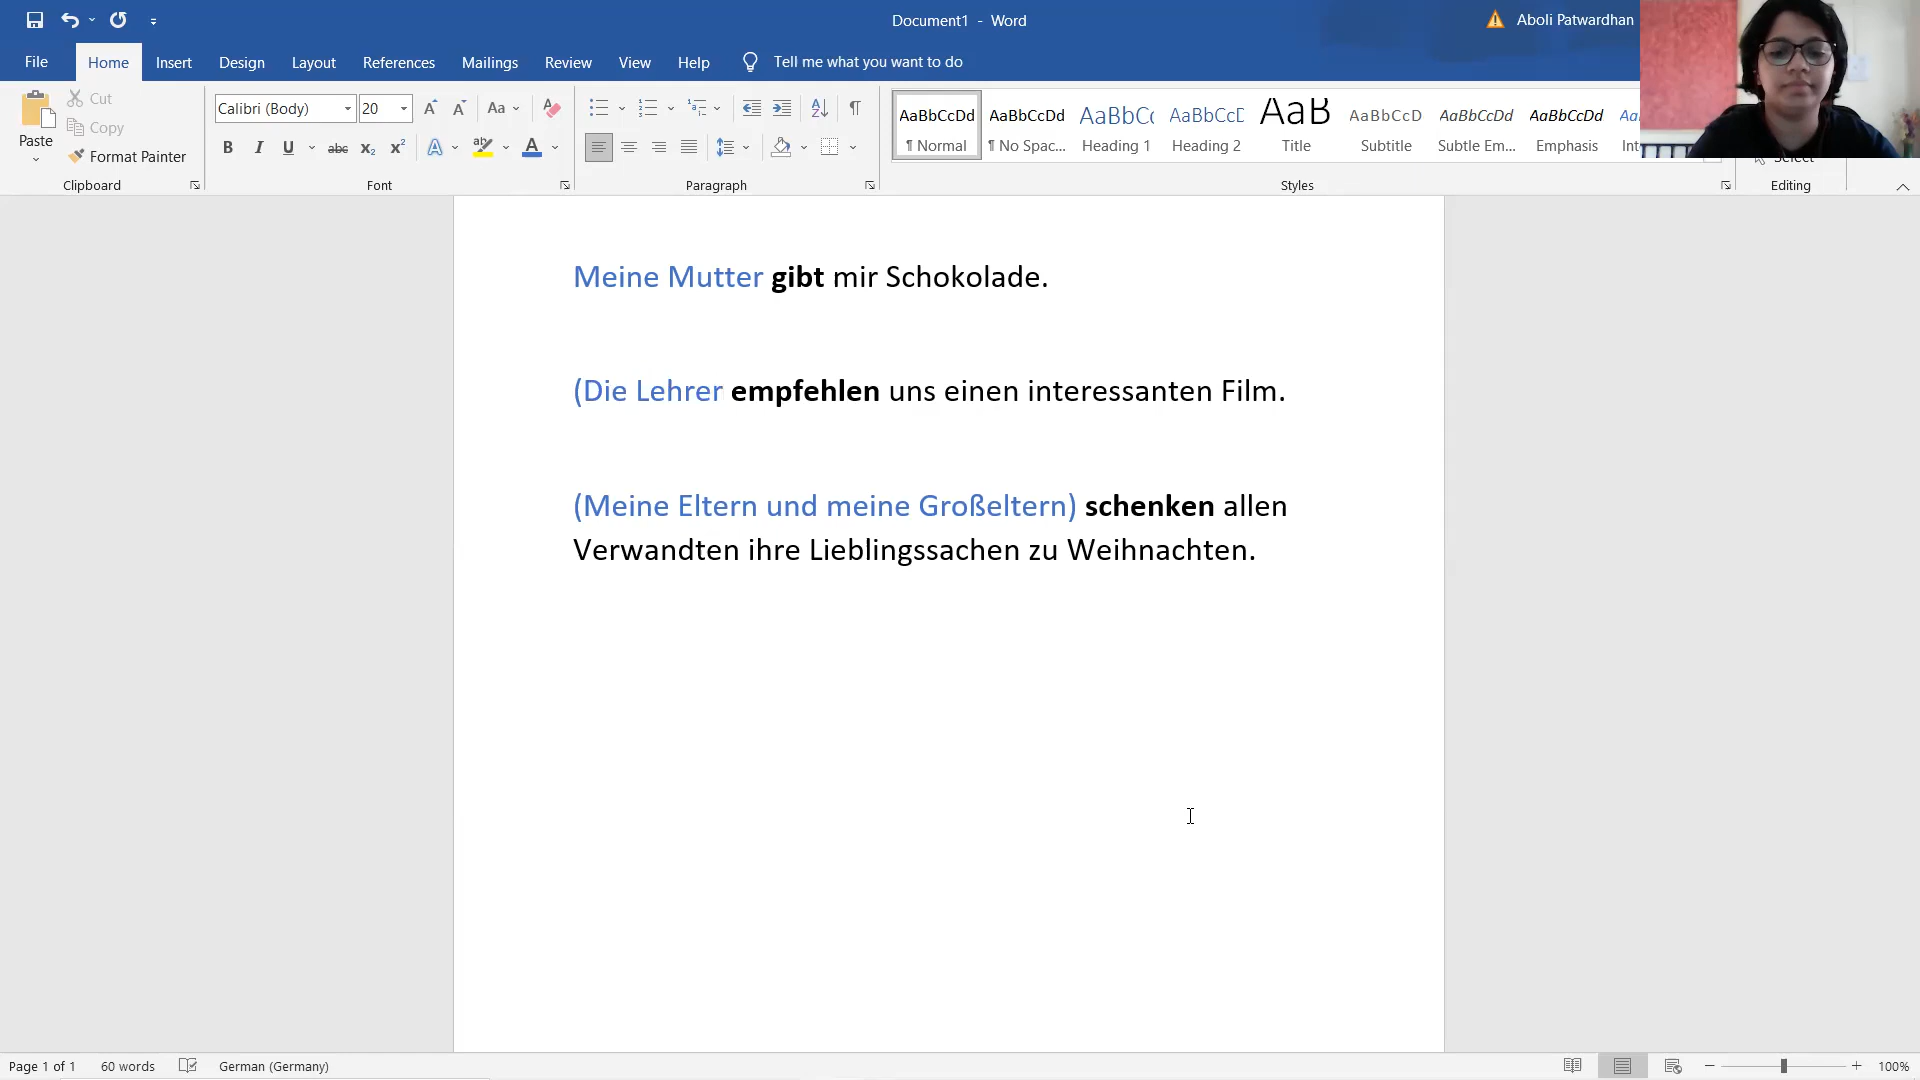 Document1 - Word
Aboli Patwardhan
File Home Insert Design Layout References Mailings Review View Help Tell me what you want to do
Paste
Cut
Copy
Format Painter
Clipboard
Calibri (Body) 20
Font
Paragraph
AaBbCcDd AaBbCcDd AaBbC AaBbCcD AaB AaBbCcD AaBbCcDd AaBbCcDd
¶ Normal ¶ No Spac... Heading 1 Heading 2 Title Subtitle Subtle Em... Emphasis
Styles
Select
Editing
Meine Mutter gibt mir Schokolade.
(Die Lehrer empfehlen uns einen interessanten Film.
(Meine Eltern und meine Großeltern) schenken allen
Verwandten ihre Lieblingssachen zu Weihnachten.
Page 1 of 1 60 words German (Germany) 100%